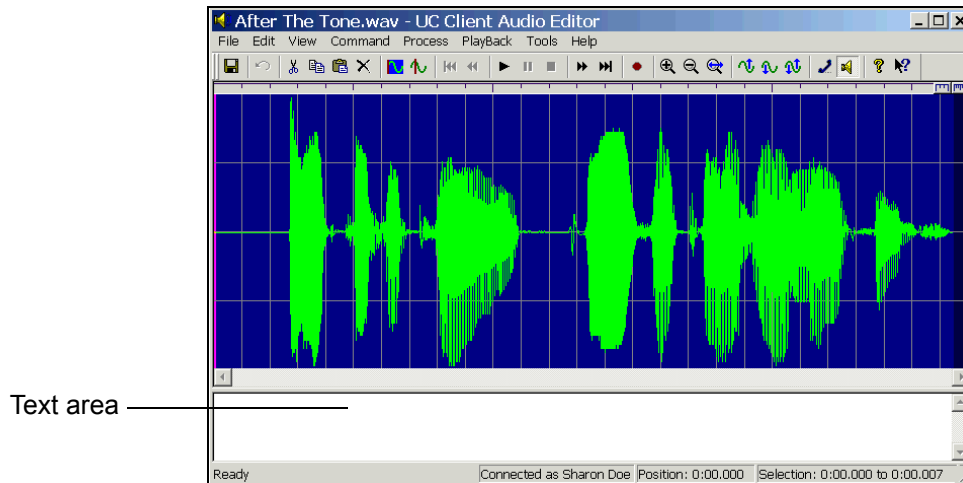 After The Tone.wav - UC Client Audio Editor
File Edit View Command Process PlayBack Tools Help
Text area
Ready Connected as Sharon Doe Position: 0:00.000 Selection: 0:00.000 to 0:00.007